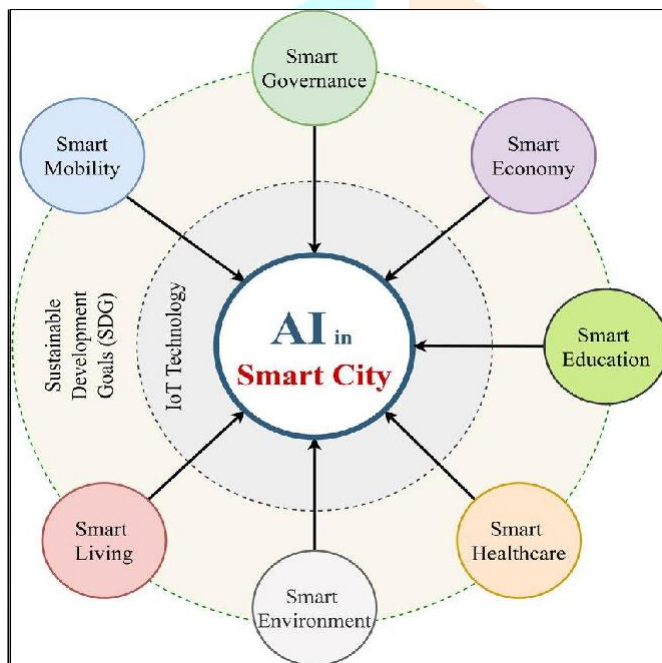 Smart
Governance
Smart
Mobility
Smart
Economy
Sustainable
Development
Goals (SDG)
IoT Technology
AI in
Smart City
Smart
Education
Smart
Living
Smart
Healthcare
Smart
Environment